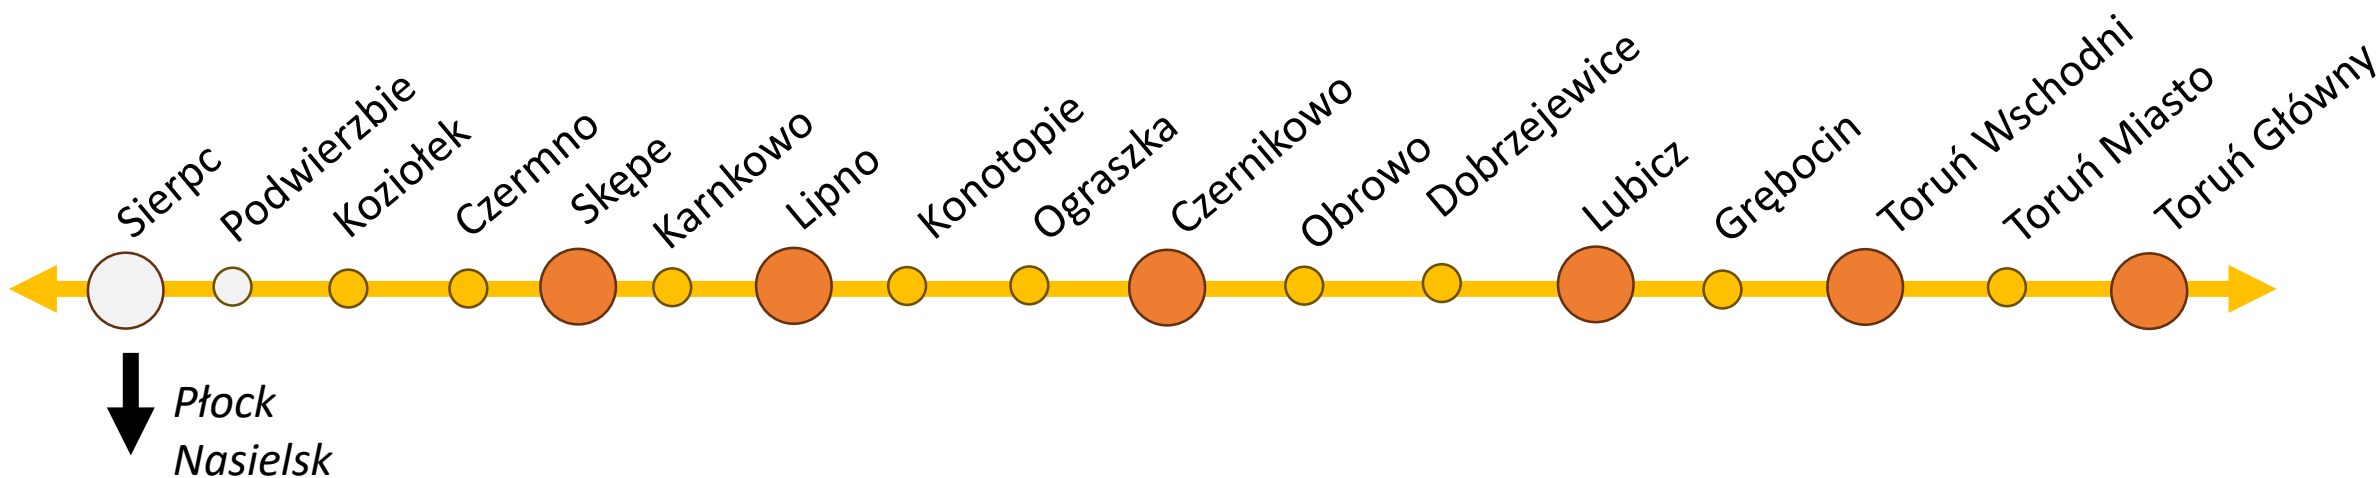 Sierpc
Podwierzbie
Koziołek
Czermno
Skępe
Karnkowo
Lipno
Konotopie
Ograszka
Czernikowo
Obrowo
Dobrzejewice
Lubicz
Grębocin
Toruń Wschodni
Toruń Miasto
Toruń Główny
Płock
Nasielsk